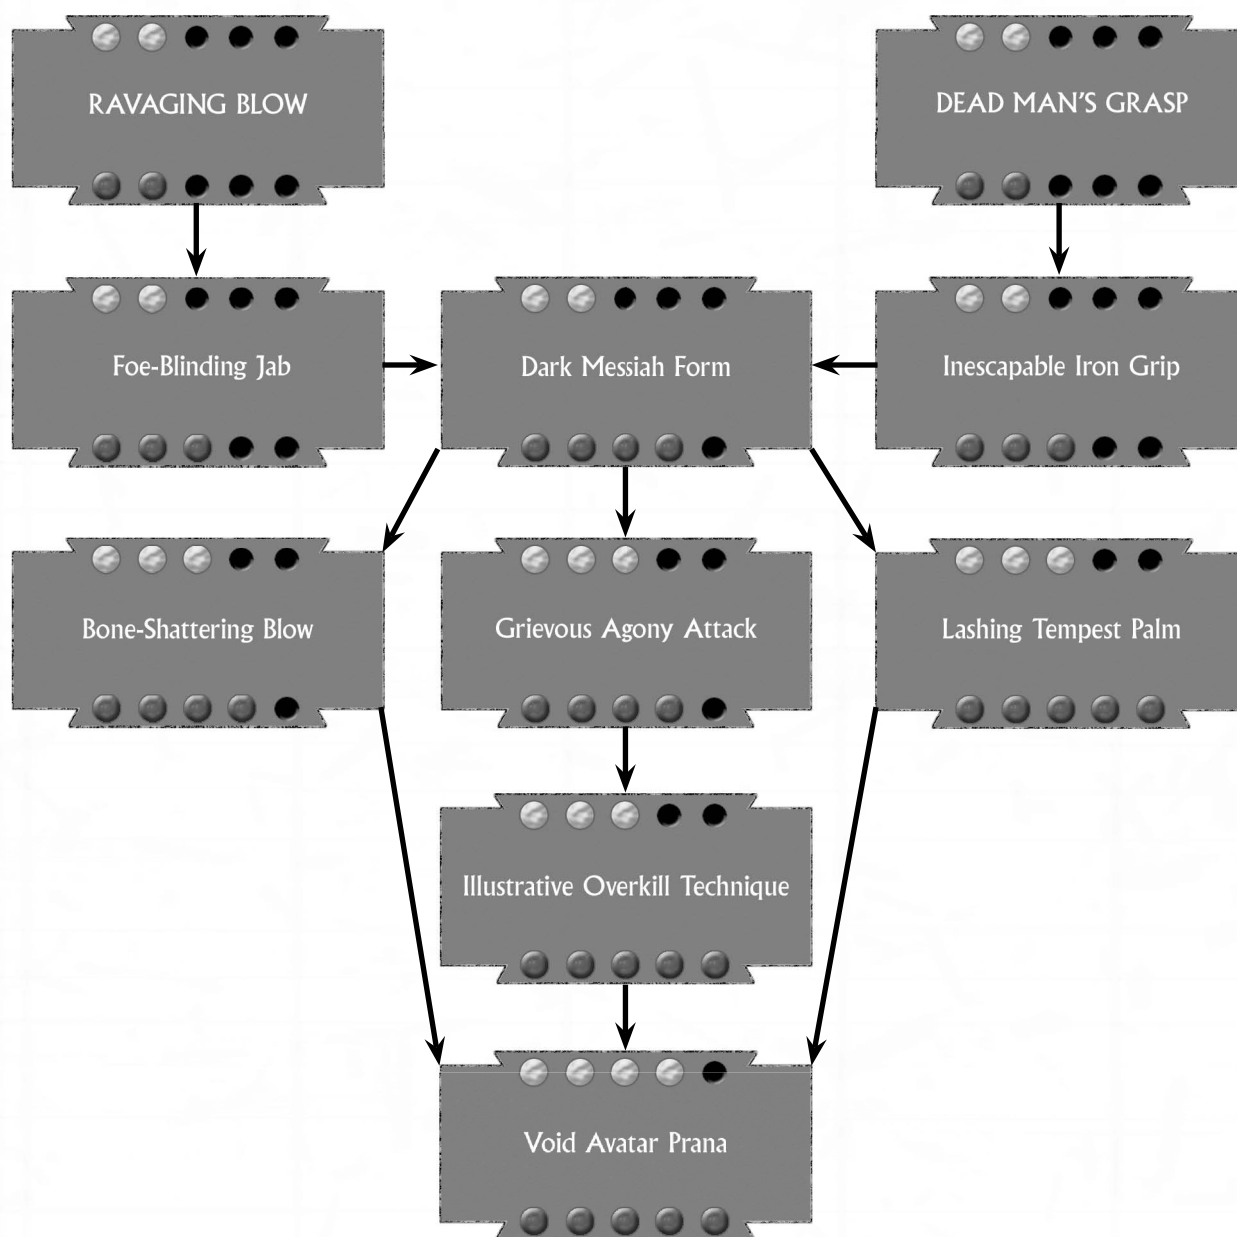 RAVAGING BLOW
DEAD MAN'S GRASP
Foe-Blinding Jab
Dark Messiah Form
Inescapable Iron Grip
Bone-Shattering Blow
Grievous Agony Attack
Lashing Tempest Palm
Illustrative Overkill Technique
Void Avatar Prana